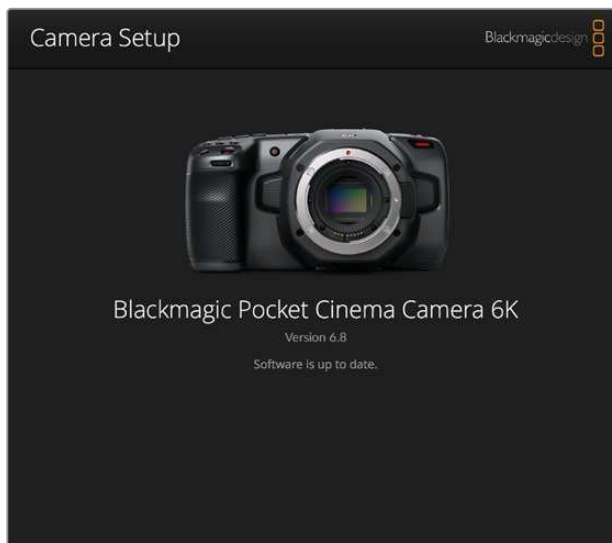 Camera Setup
Blackmagicdesign
Blackmagic Pocket Cinema Camera 6K
Version 6.8
Software is up to date.